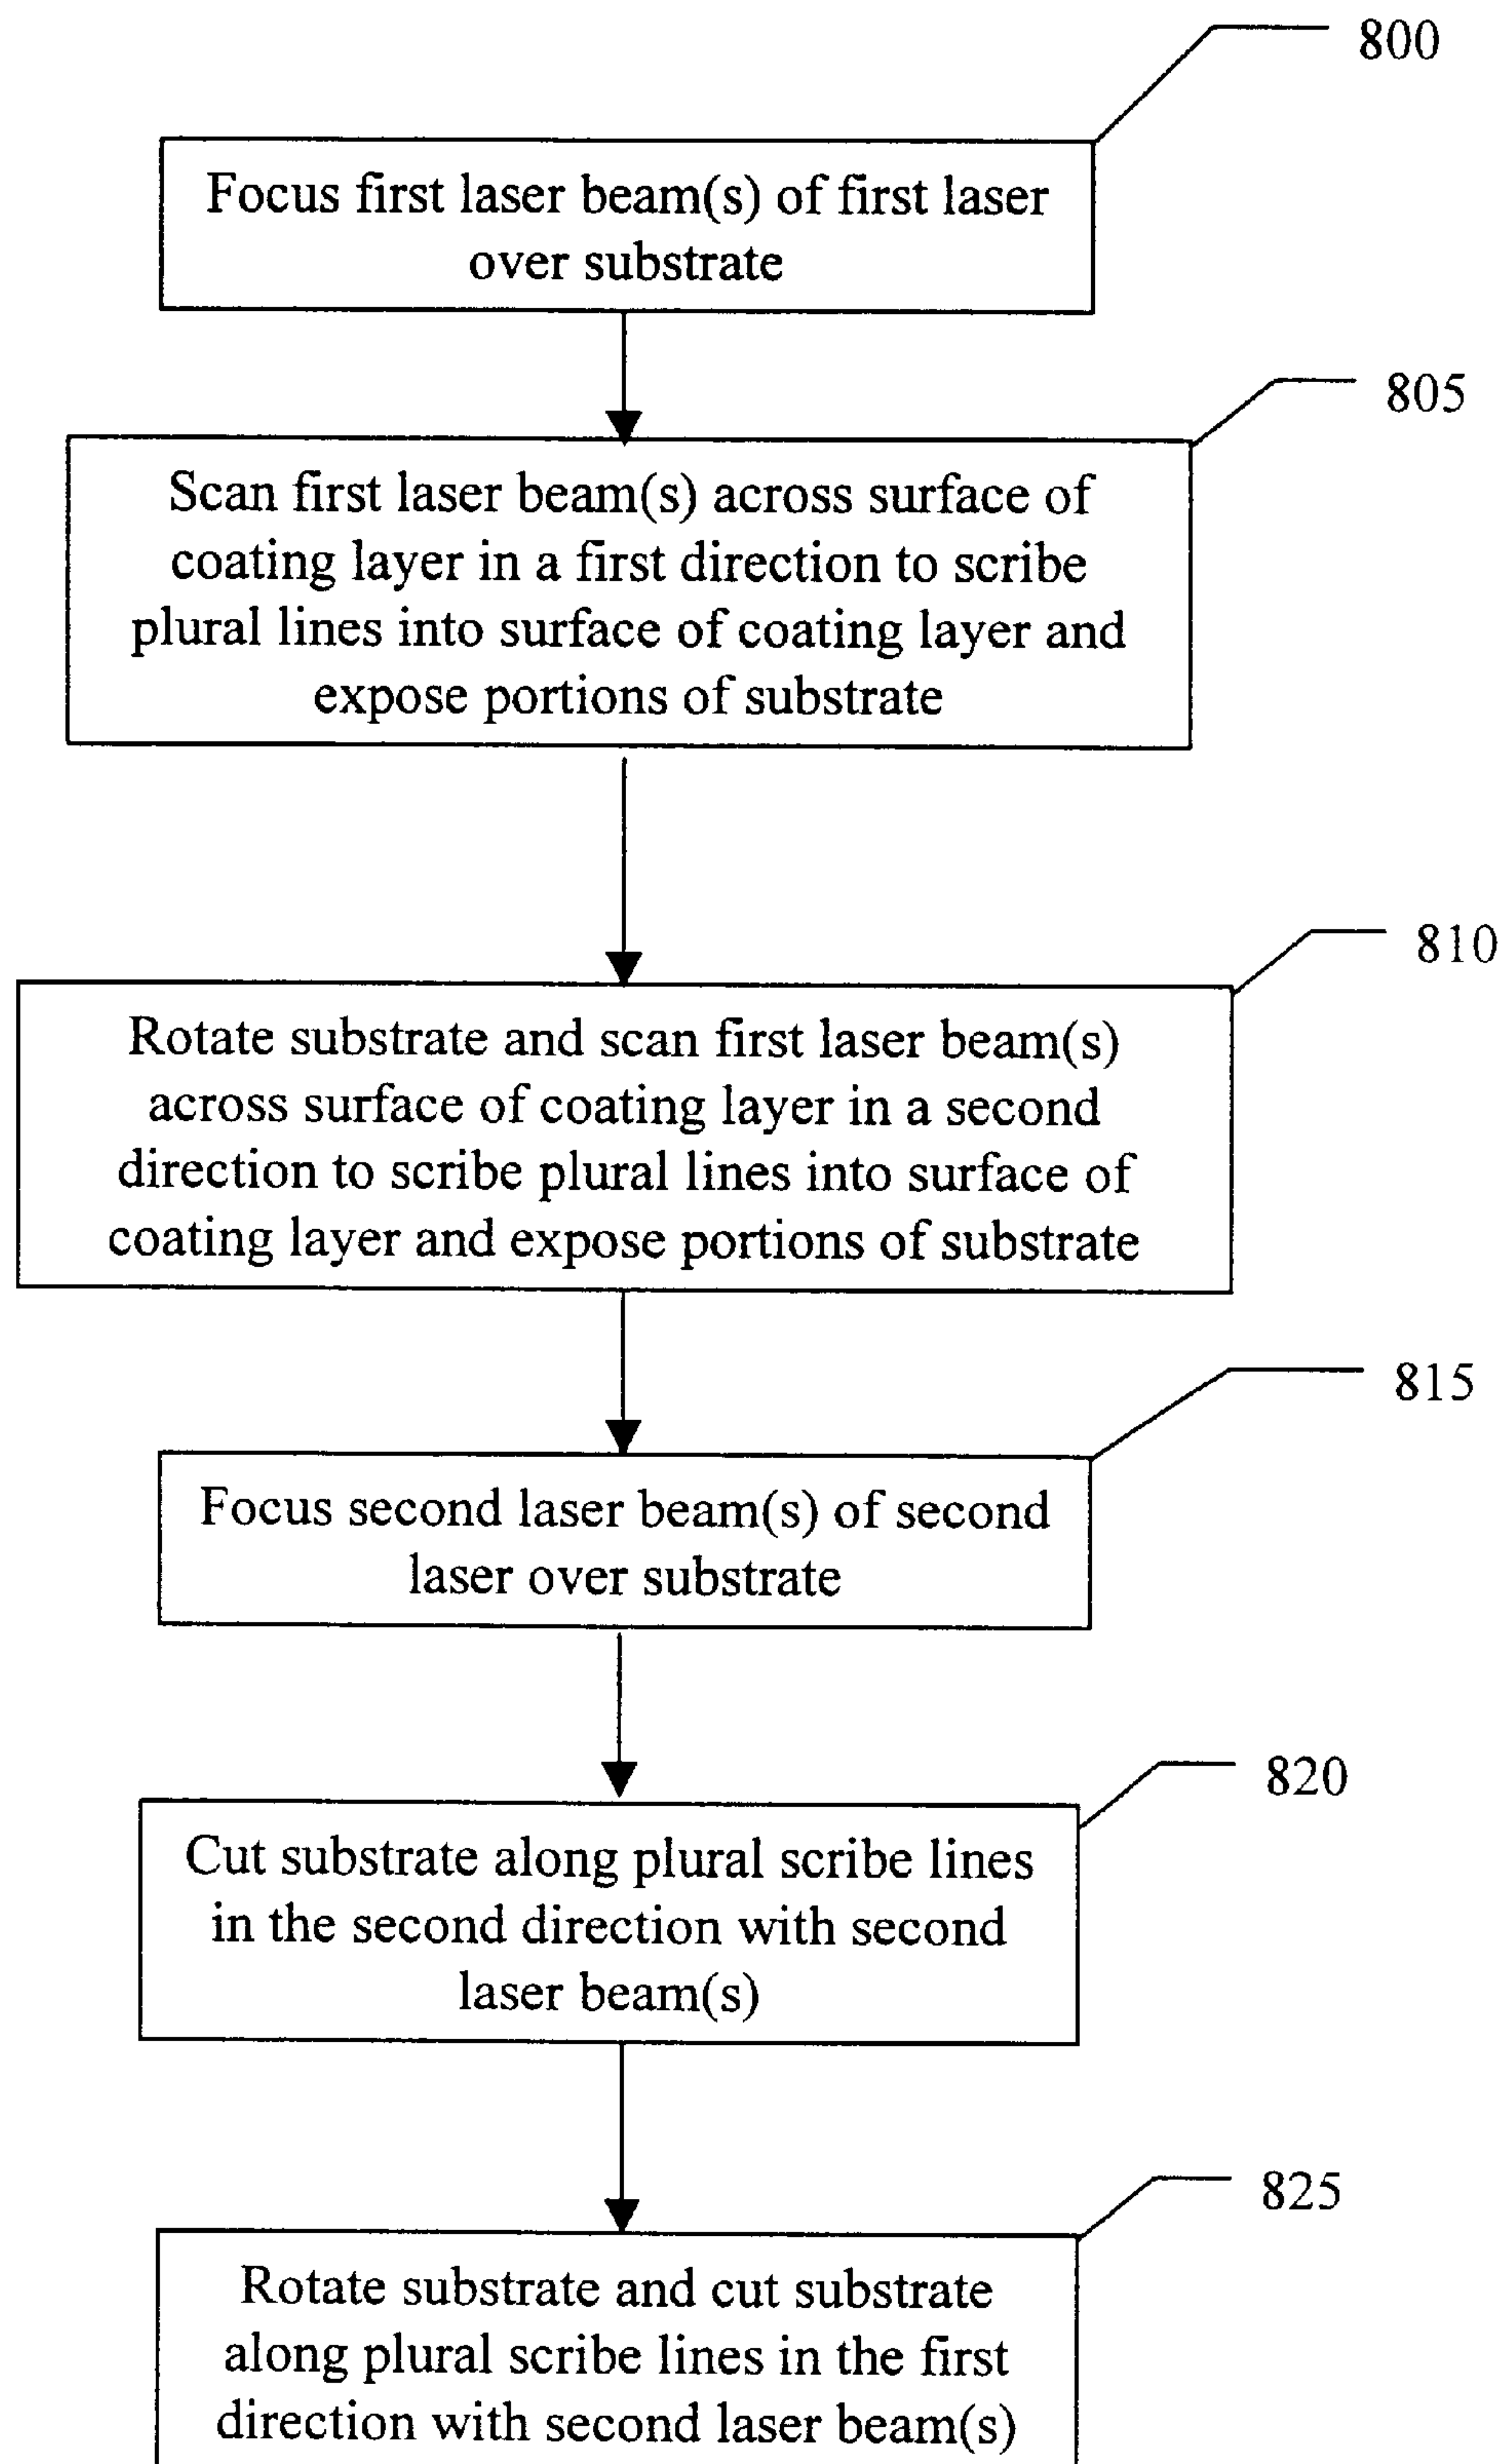 800
Focus first laser beam(s) of first laser
over substrate
805
Scan first laser beam(s) across surface of
coating layer in a first direction to scribe
plural lines into surface of coating layer and
expose portions of substrate
810
Rotate substrate and scan first laser beam(s)
across surface of coating layer in a second
direction to scribe plural lines into surface of
coating layer and expose portions of substrate
815
Focus second laser beam(s) of second
laser over substrate
820
Cut substrate along plural scribe lines
in the second direction with second
laser beam(s)
825
Rotate substrate and cut substrate
along plural scribe lines in the first
direction with second laser beam(s)